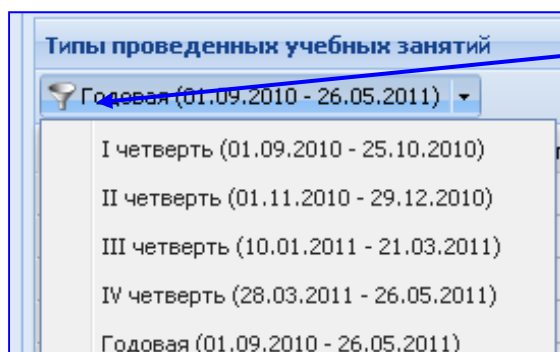 Типы проведенных учебных занятий
Годовая (01.09.2010 - 26.05.2011)
I четверть (01.09.2010 - 25.10.2010)
II четверть (01.11.2010 - 29.12.2010)
III четверть (10.01.2011 - 21.03.2011)
IV четверть (28.03.2011 - 26.05.2011)
Годовая (01.09.2010 - 26.05.2011)